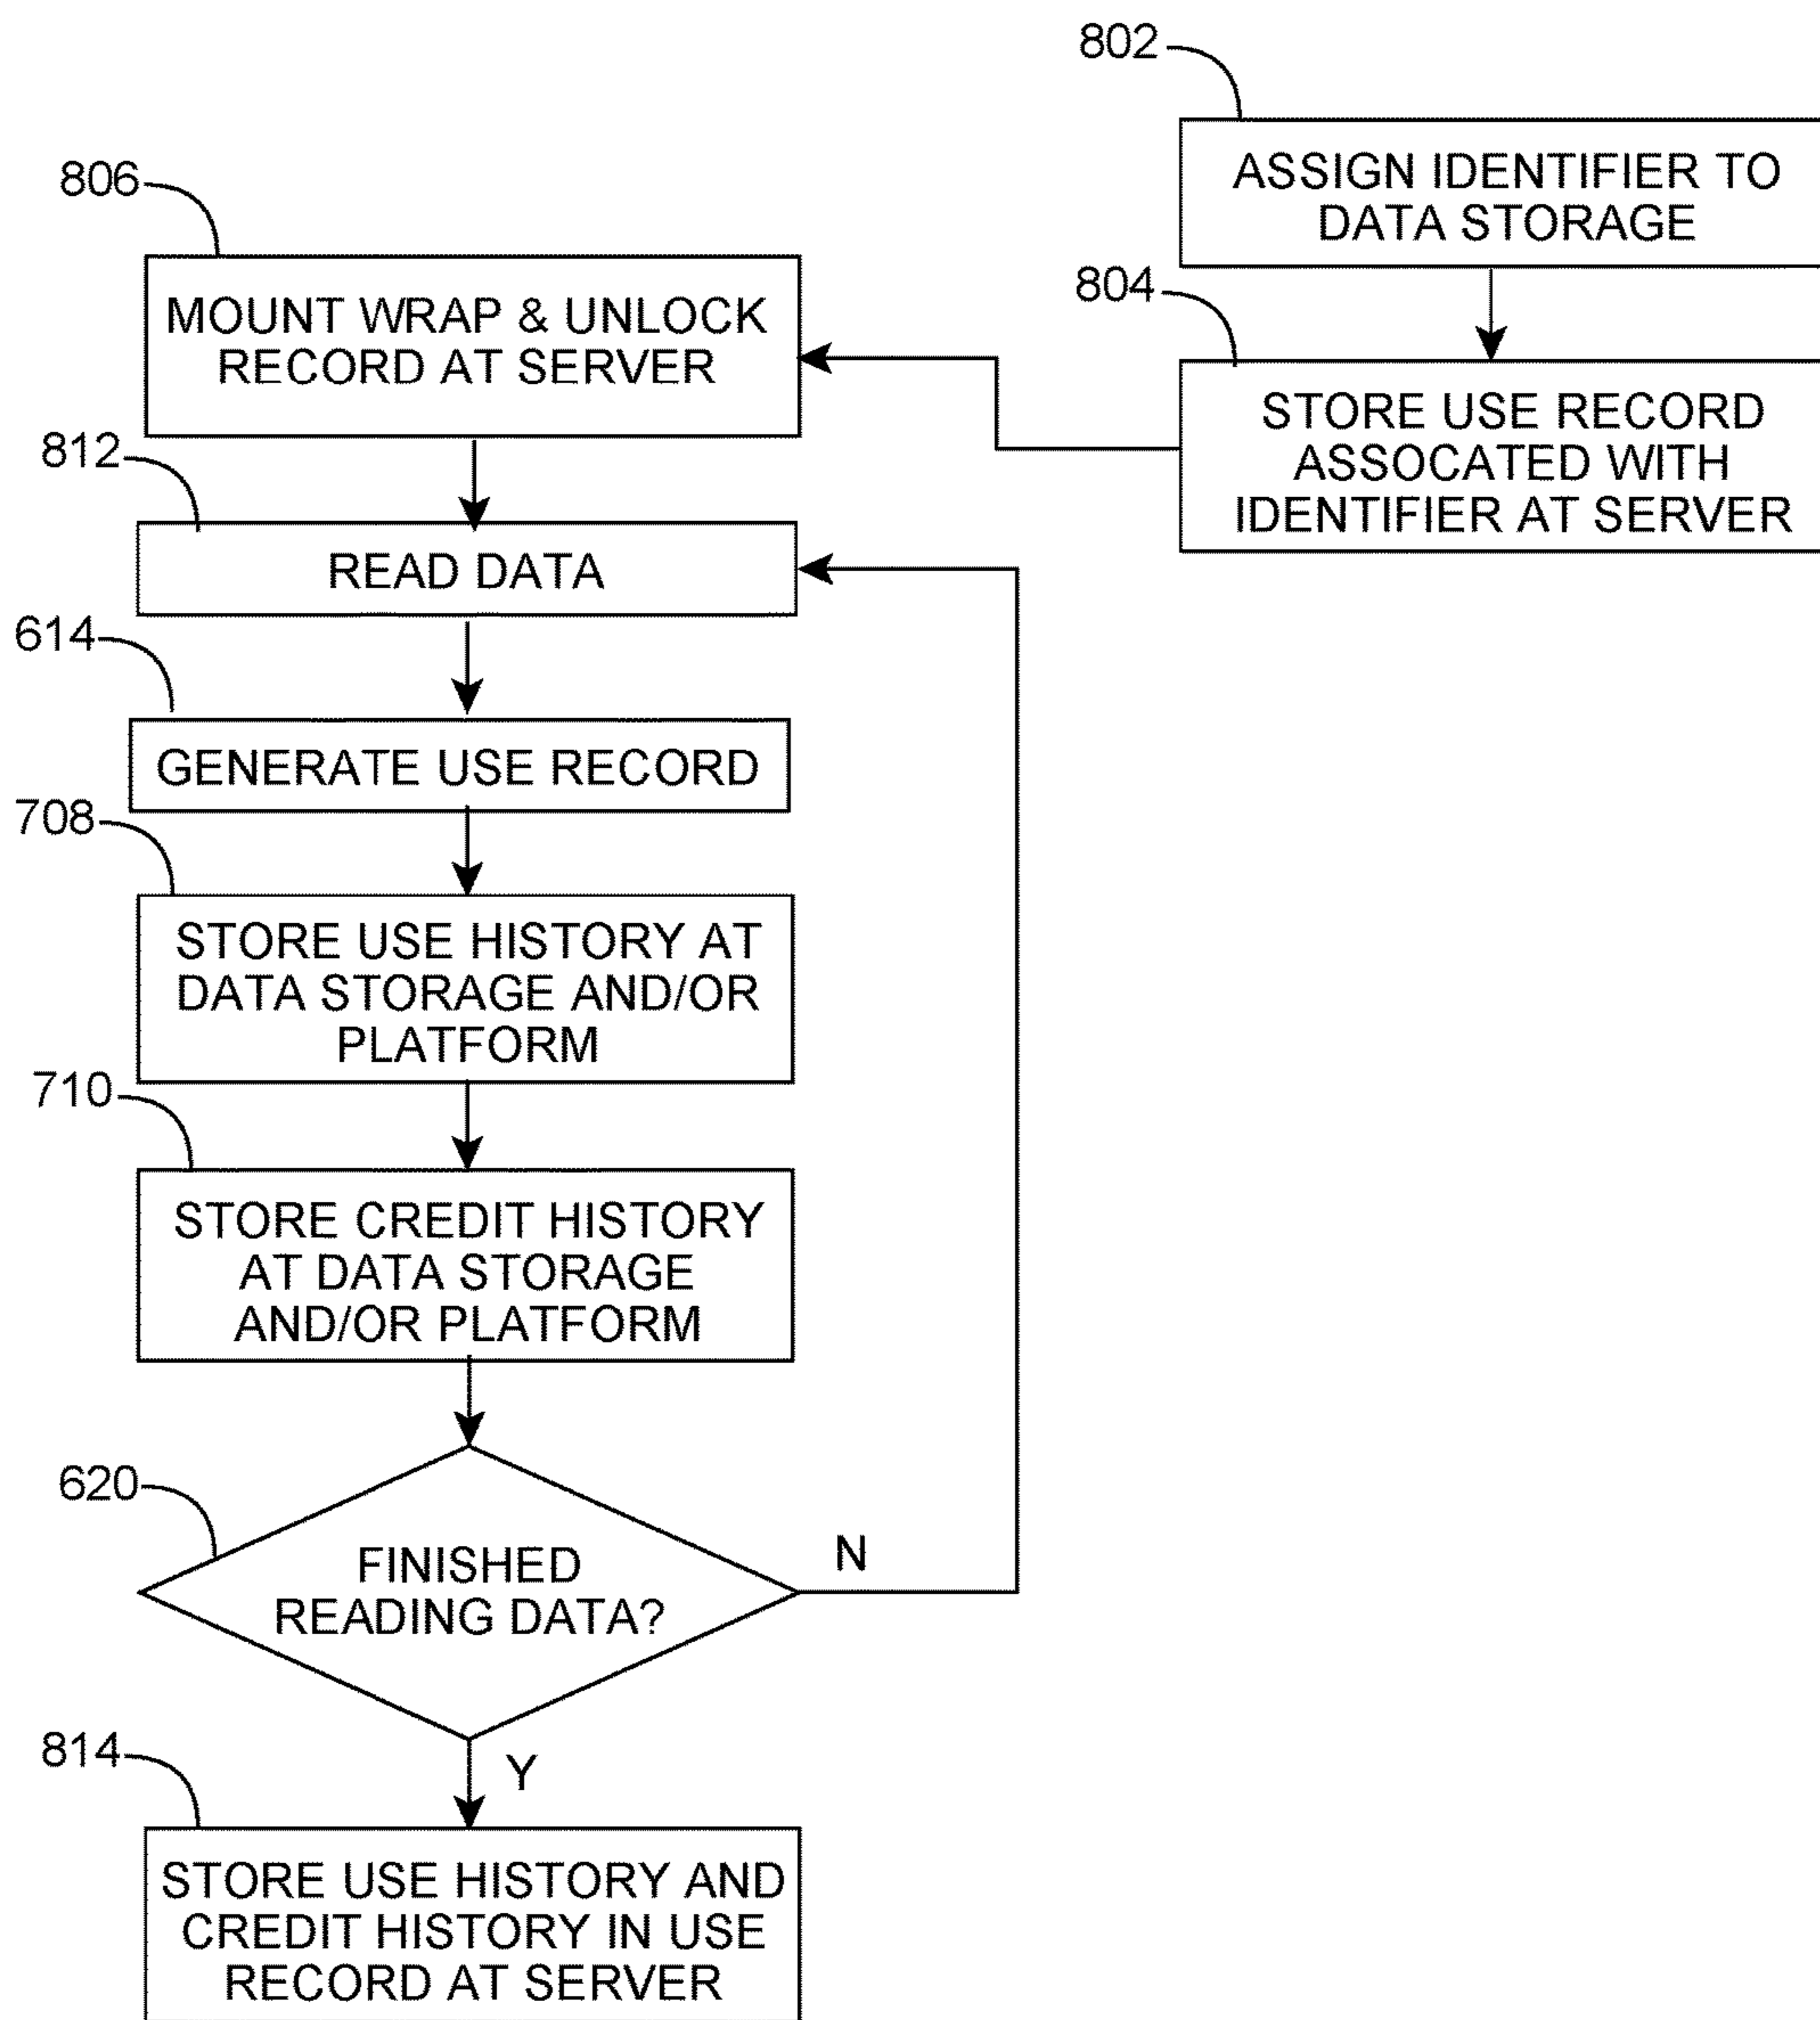 802
ASSIGN IDENTIFIER TO
DATA STORAGE
804
STORE USE RECORD
ASSOCATED WITH
IDENTIFIER AT SERVER
806
MOUNT WRAP & UNLOCK
RECORD AT SERVER
812
READ DATA
614
GENERATE USE RECORD
708
STORE USE HISTORY AT
DATA STORAGE AND/OR
PLATFORM
710
STORE CREDIT HISTORY
AT DATA STORAGE
AND/OR PLATFORM
620
FINISHED
READING DATA?
N
Y
814
STORE USE HISTORY AND
CREDIT HISTORY IN USE
RECORD AT SERVER